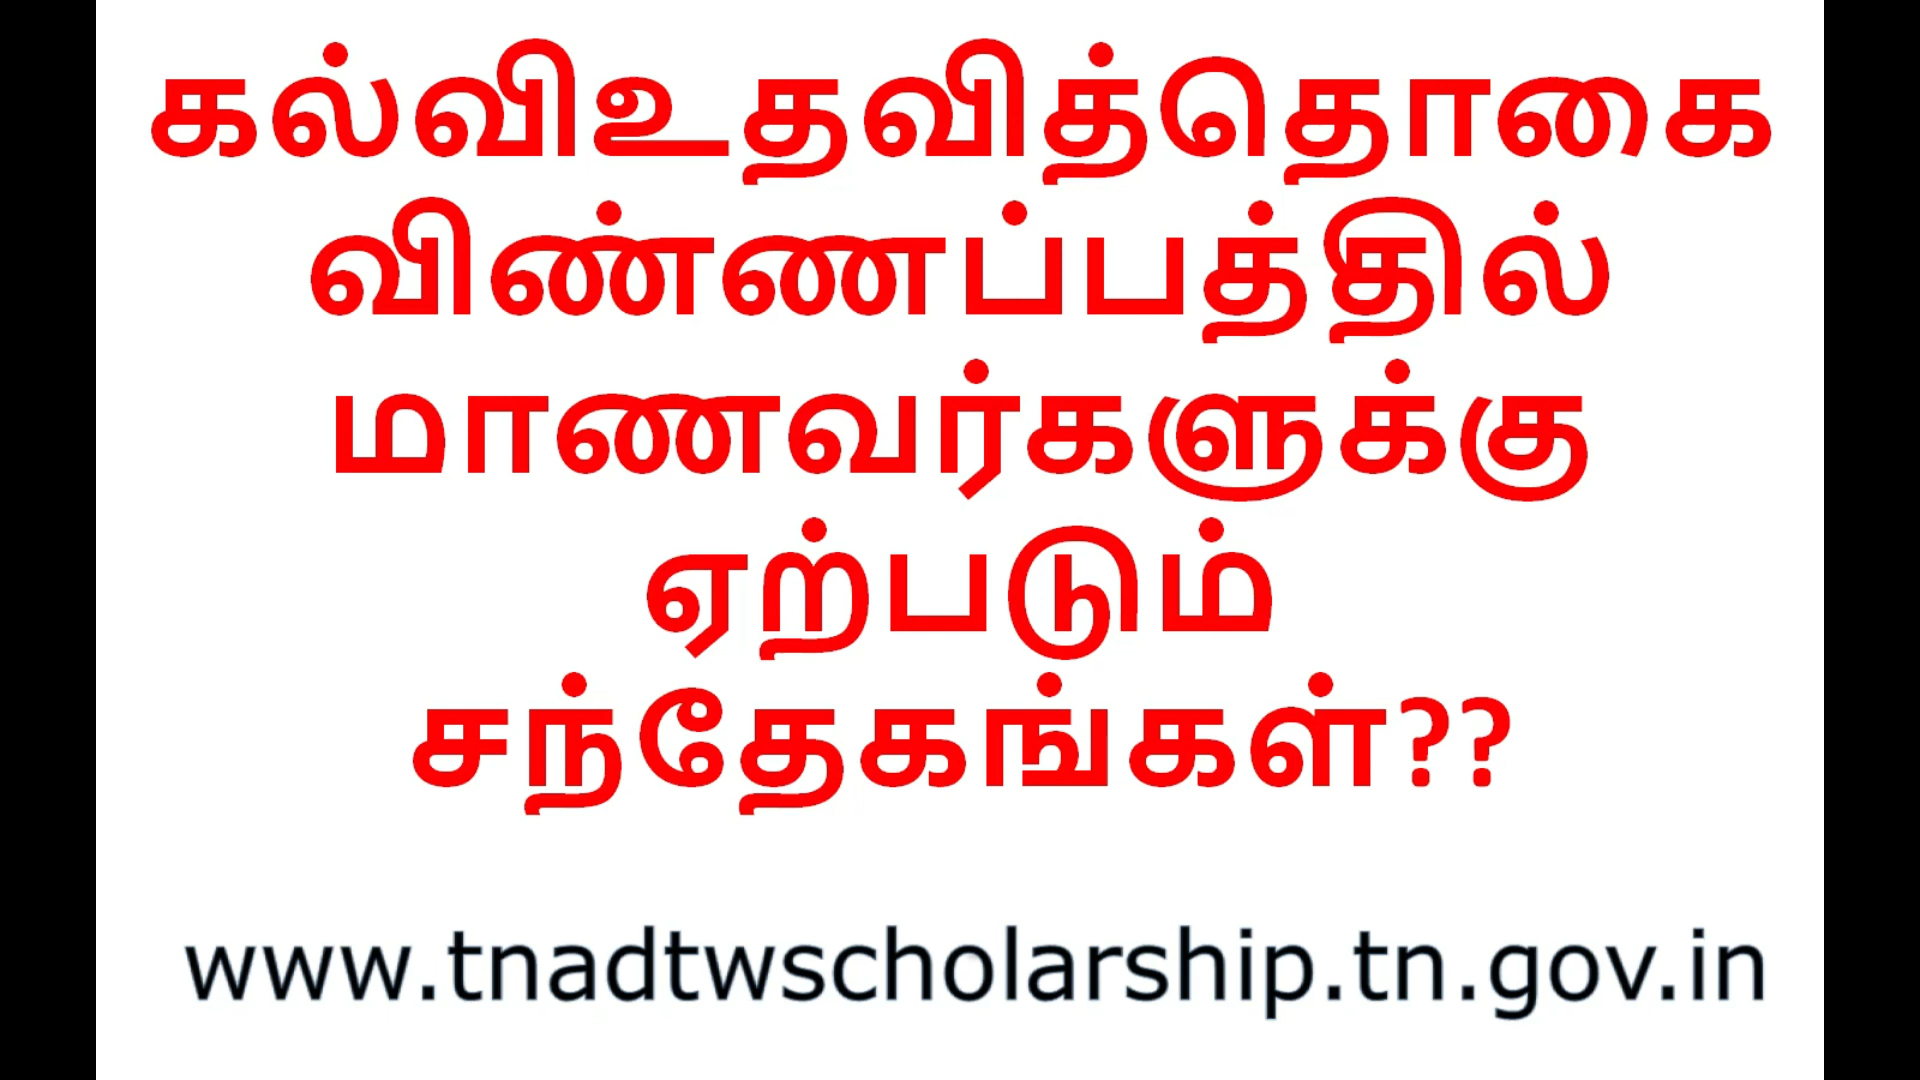 கல்விஉதவித்தொகை
விண்ணப்பத்தில்
மாணவர்களுக்கு
ஏற்படும்
சந்தேகங்கள்??
www.tnadtwscholarship.tn.gov.in